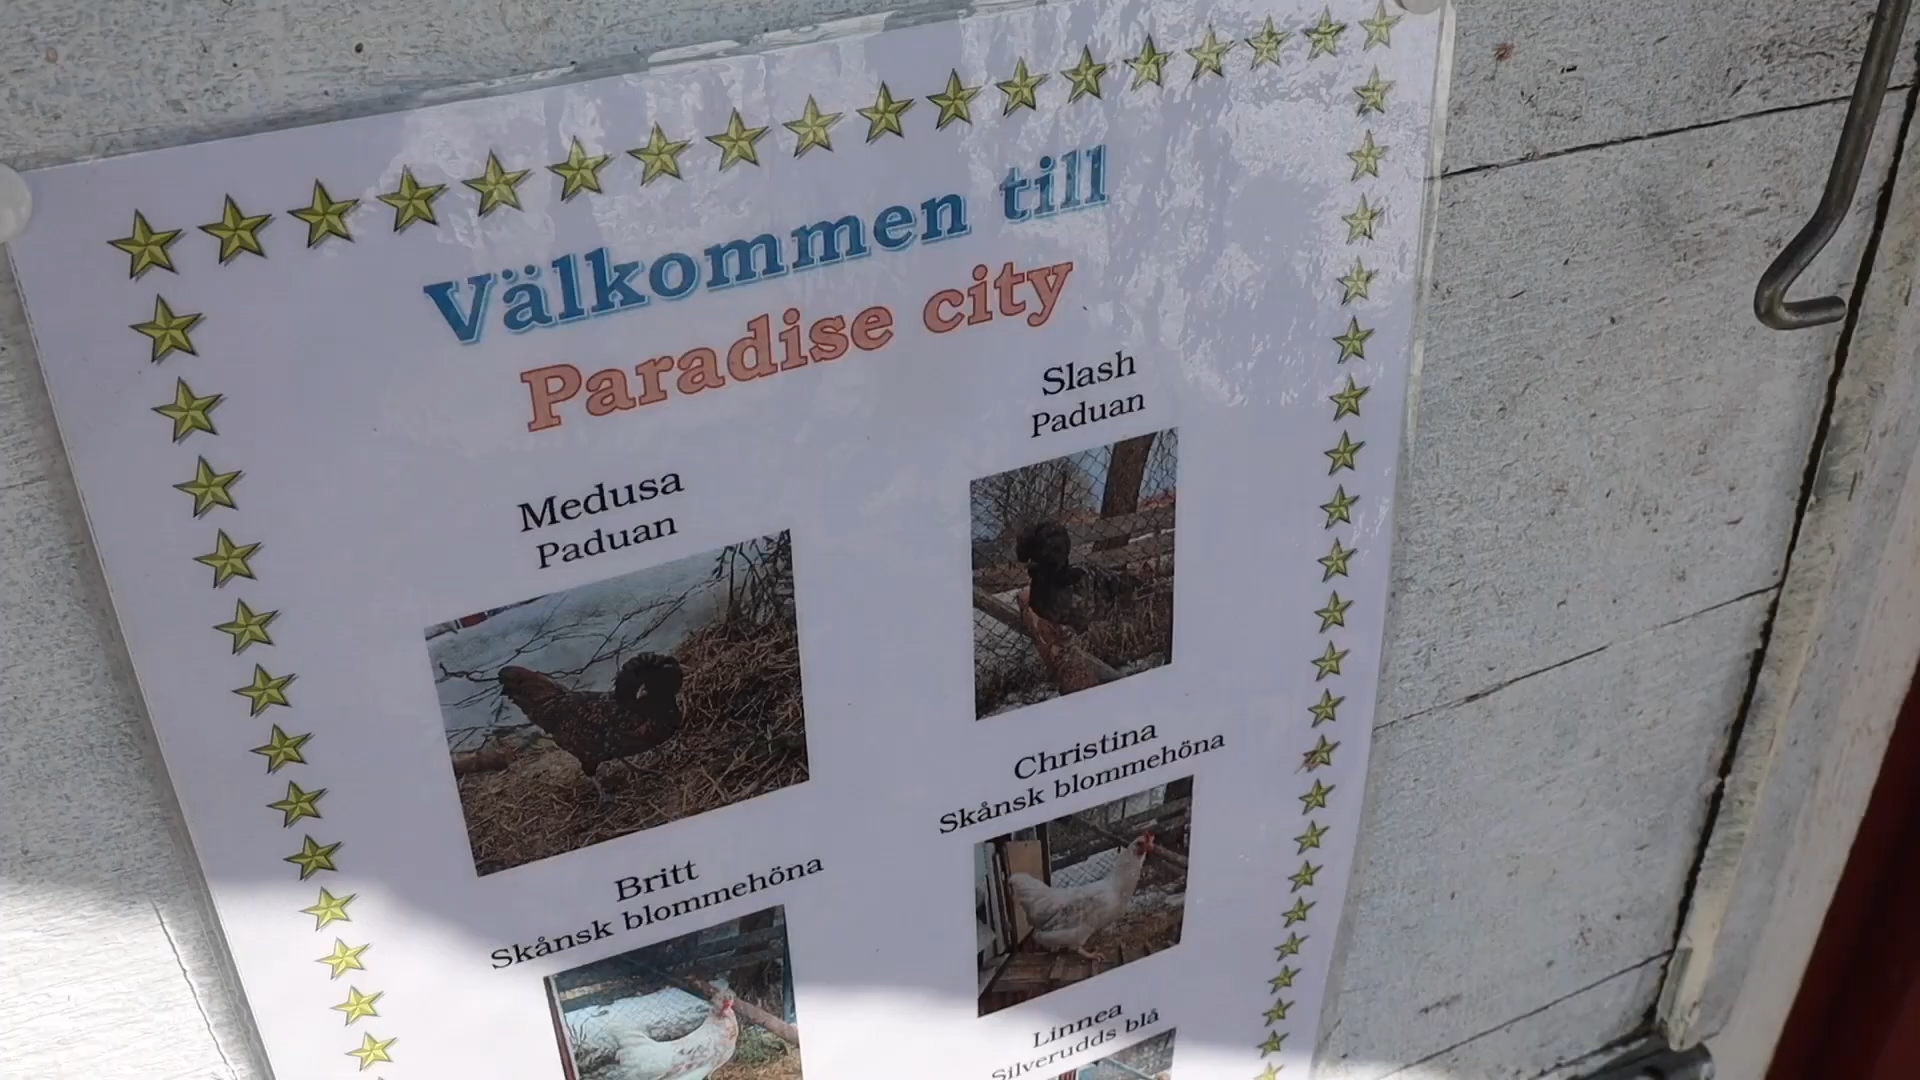 Välkommen till
Paradise city
Medusa
Paduan
Slash
Paduan
Britt
Skånsk blommehöna
Christina
Skånsk blommehöna
Linnea
Silverudds blå